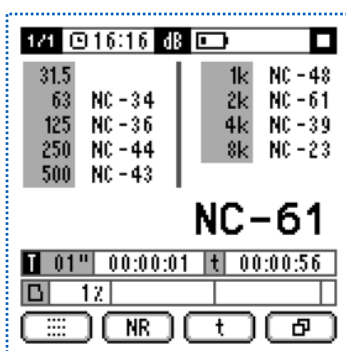 1/1 16:16 dB
31.5 1k NC-48
63 NC-34 2k NC-61
125 NC-36 4k NC-39
250 NC-44 8k NC-23
500 NC-43
NC-61
T 01" 00:00:01 t 00:00:56
1%
NR t